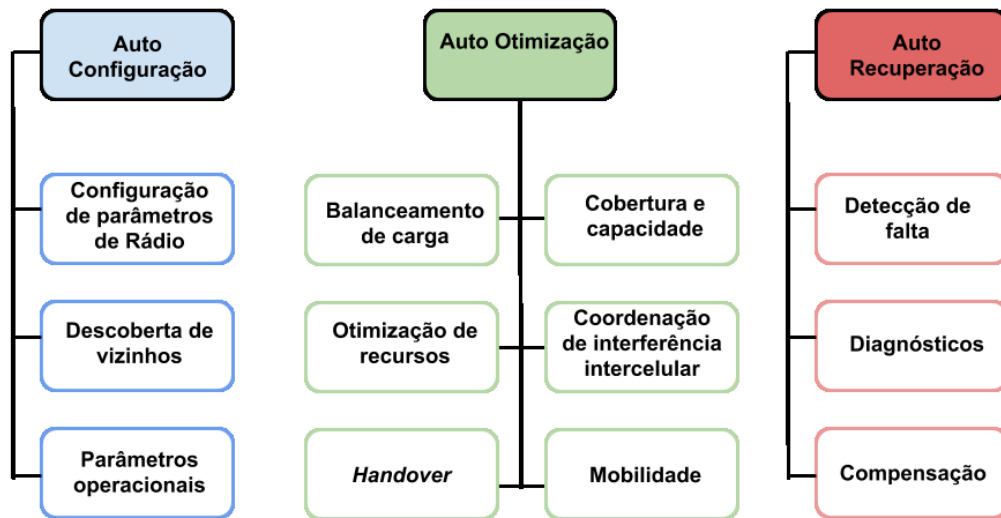 Auto
Configuração
Auto Otimização
Auto
Recuperação
Configuração
de parâmetros
de Rádio
Balanceamento
de carga
Cobertura e
capacidade
Detecção de
falta
Descoberta de
vizinhos
Otimização de
recursos
Coordenação
de interferência
intercelular
Diagnósticos
Parâmetros
operacionais
Handover
Mobilidade
Compensação